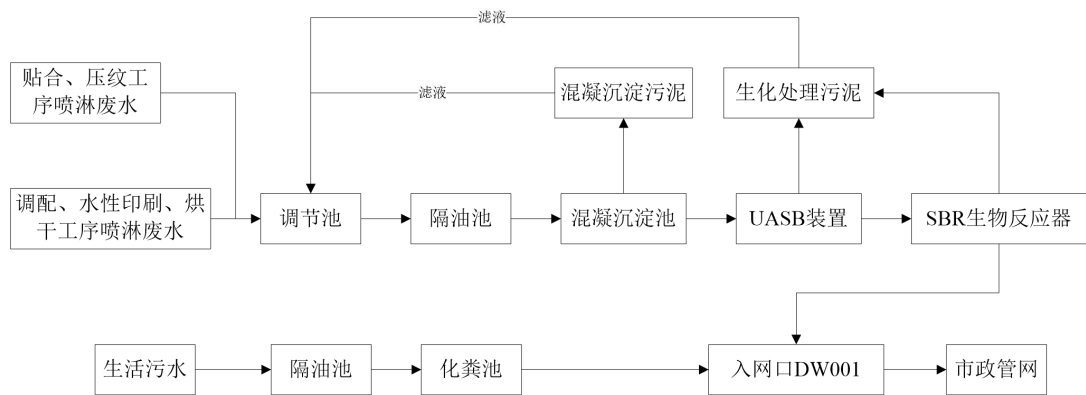 滤液
贴合、压纹工
序喷淋废水
滤液
混凝沉淀污泥
生化处理污泥
调配、水性印刷、烘
干工序喷淋废水
调节池
隔油池
混凝沉淀池
UASB装置
SBR生物反应器
生活污水
隔油池
化粪池
入网口DW001
市政管网